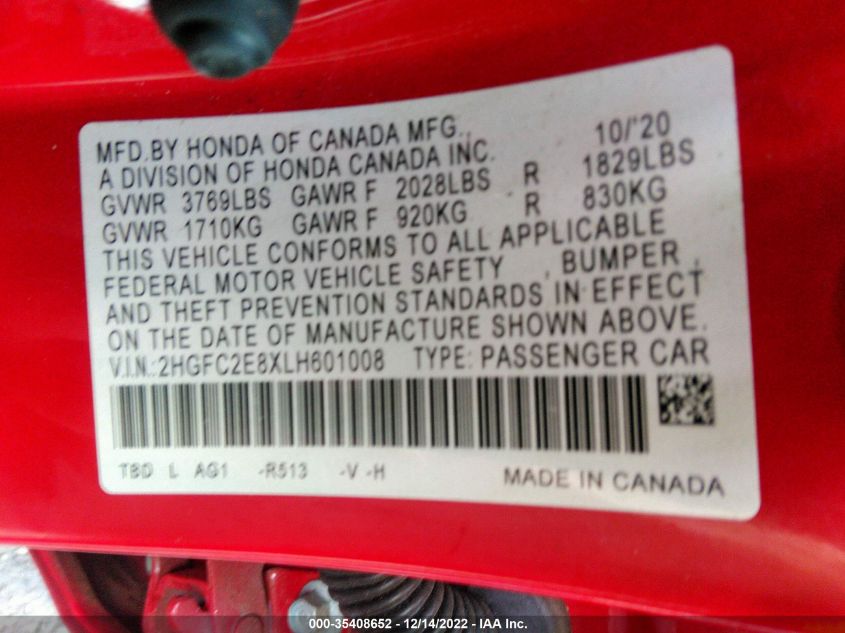 MFD.BY HONDA OF CANADA MFG., 10/'20
A DIVISION OF HONDA CANADA INC.
GVWR 3769LBS GAWR F 2028LBS R 1829LBS
GVWR 1710KG GAWR F 920KG R 830KG
THIS VEHICLE CONFORMS TO ALL APPLICABLE
FEDERAL MOTOR VEHICLE SAFETY , BUMPER ,
AND THEFT PREVENTION STANDARDS IN EFFECT
ON THE DATE OF MANUFACTURE SHOWN ABOVE.
V.I.N.:2HGFC2E8XLH601008 TYPE: PASSENGER CAR
TBD L AG1 -R513 -V -H MADE IN CANADA
000-35408652 - 12/14/2022 - IAA Inc.